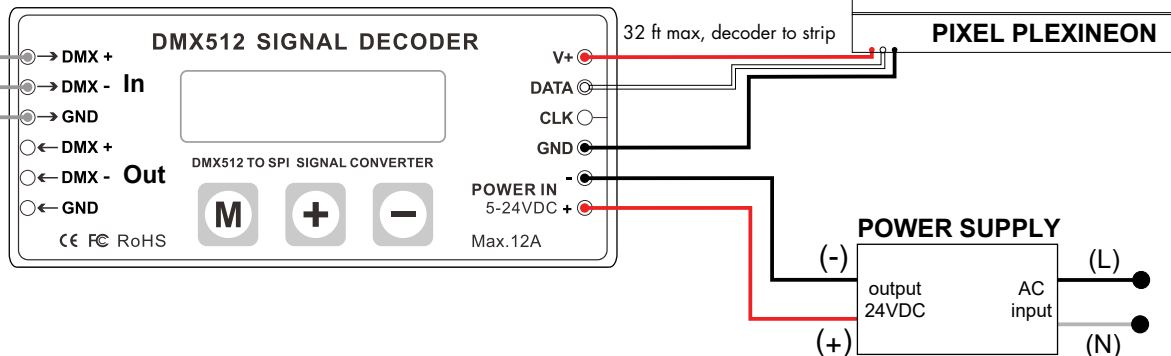 DMX512 SIGNAL DECODER
DMX +
DMX - In
GND
DMX +
DMX - Out
GND
CE FC RoHS
DMX512 TO SPI SIGNAL CONVERTER
M + −
V+
DATA
CLK
GND
-
POWER IN
5-24VDC +
Max.12A
32 ft max, decoder to strip
PIXEL PLEXINEON
POWER SUPPLY
(-)
(+)
output
24VDC
AC
input
(L)
(N)